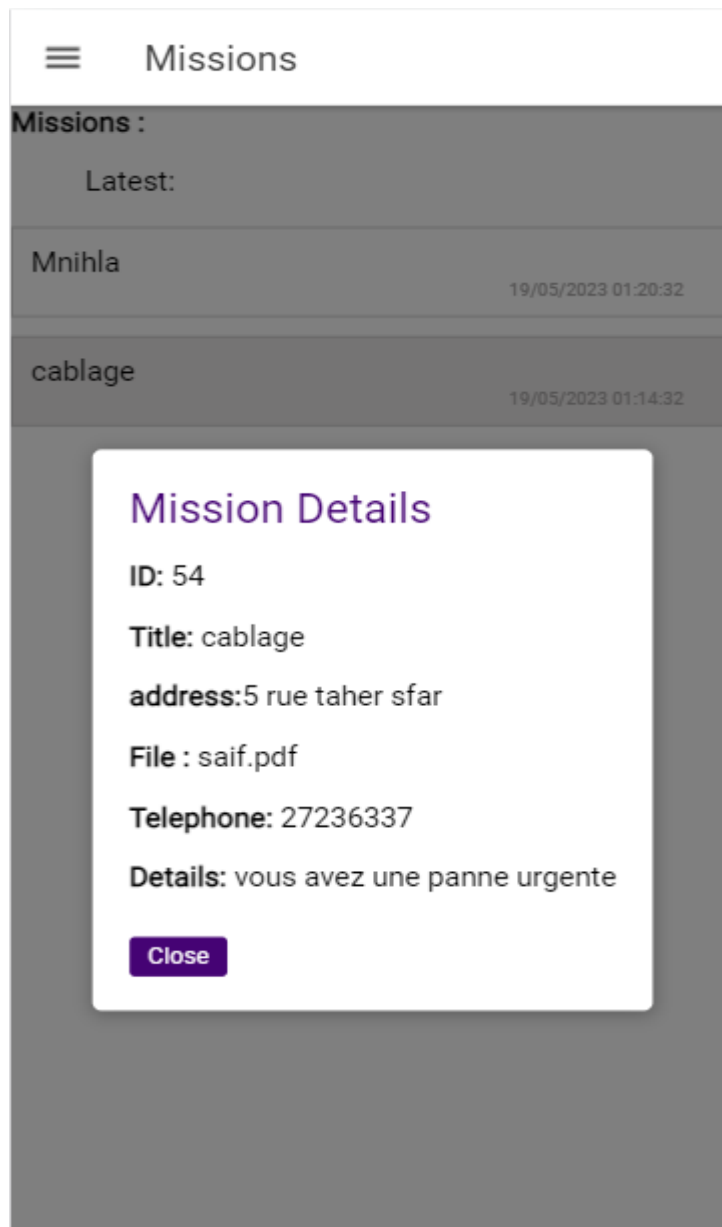 Missions
Missions :
Latest:
Mnihla
19/05/2023 01:20:32
cablage
19/05/2023 01:14:32
Mission Details
ID: 54
Title: cablage
address:5 rue taher sfar
File : saif.pdf
Telephone: 27236337
Details: vous avez une panne urgente
Close